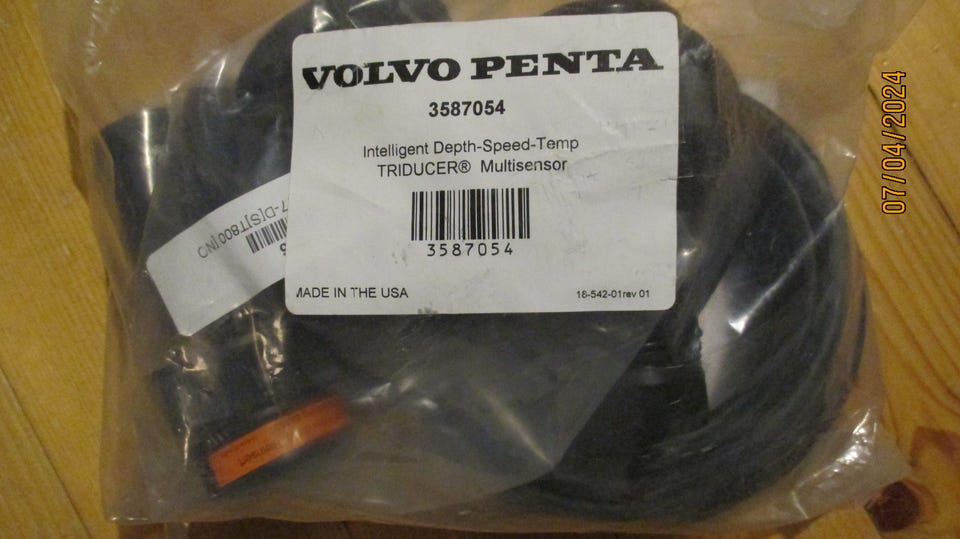 VOLVO PENTA
3587054
Intelligent Depth-Speed-Temp
TRIDUCER® Multisensor
3587054
MADE IN THE USA
18-542-01rev 01
07/04/2024